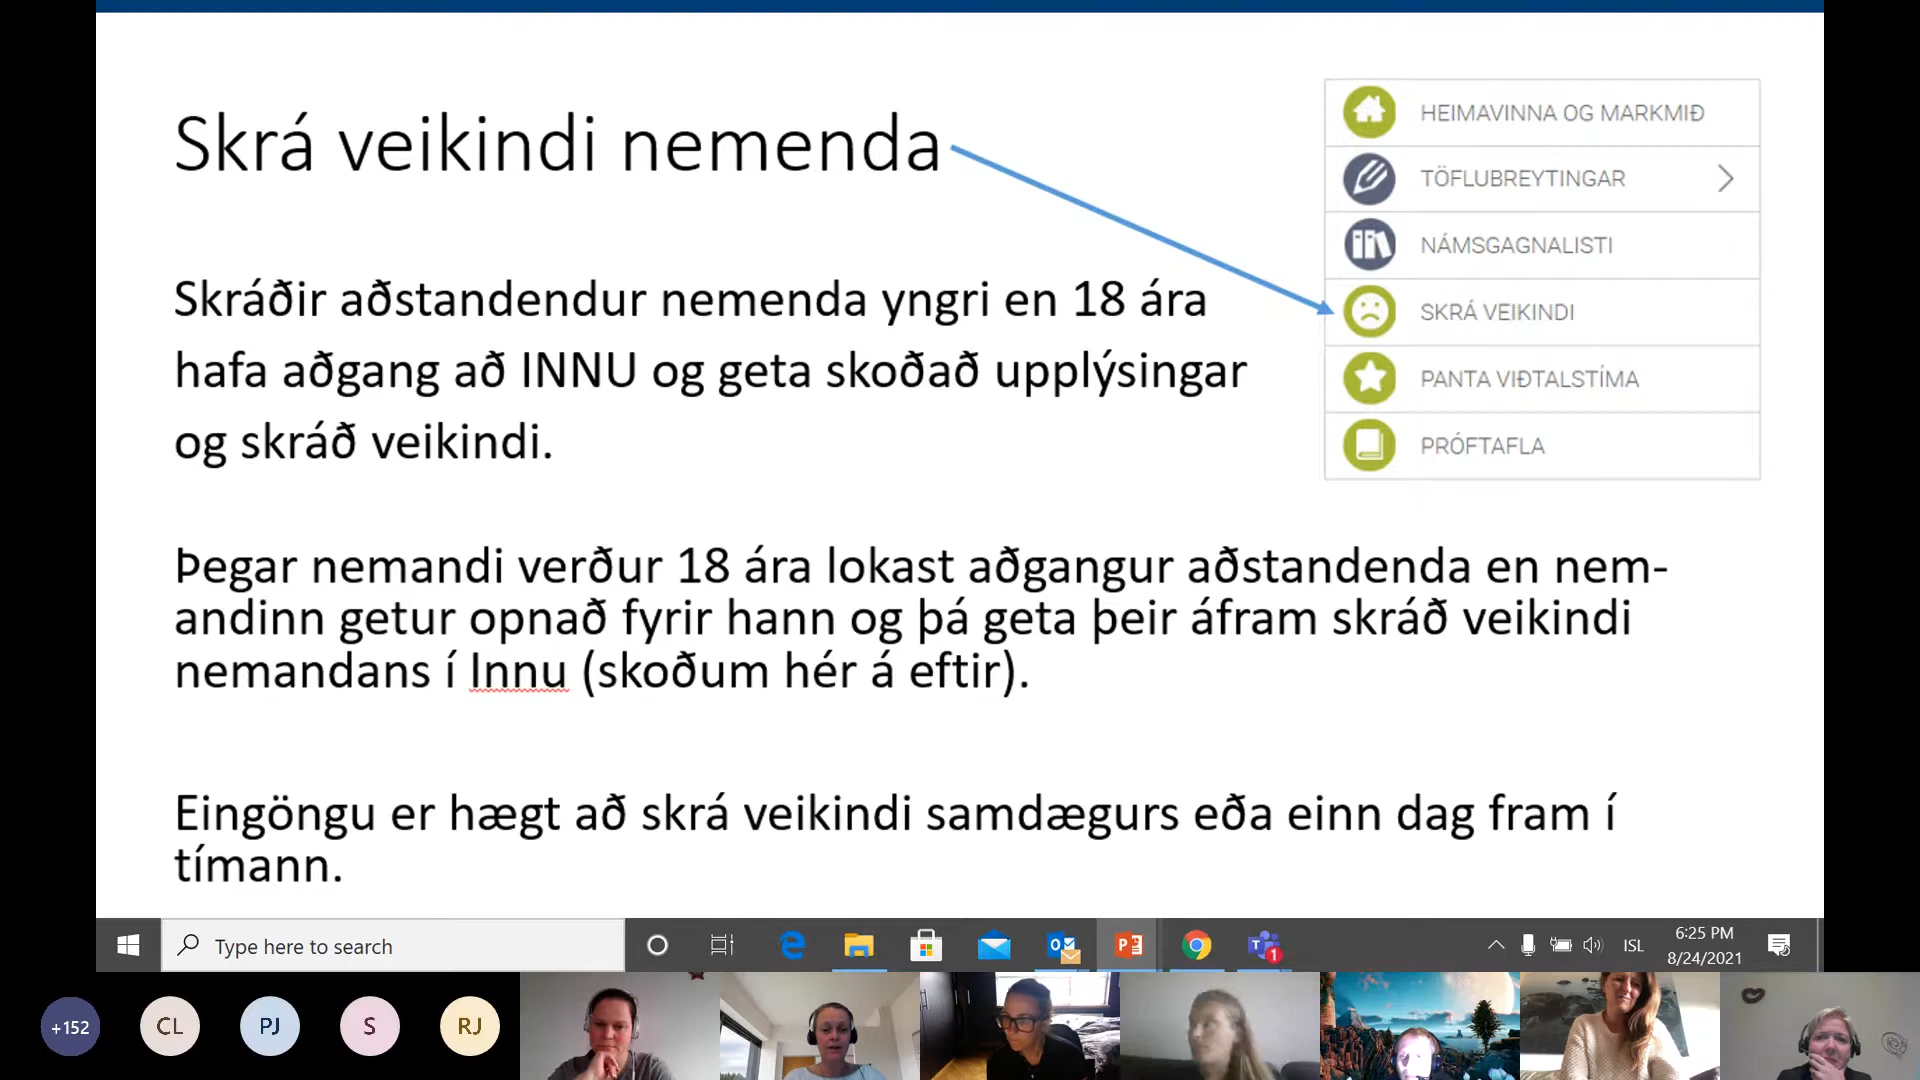 Skrá veikindi nemenda
HEIMAVINNA OG MARKMIÐ
TÖFLUBREYTINGAR
NÁMSGAGNALISTI
SKRÁ VEIKINDI
PANTA VIÐTALSTÍMA
PRÓFTAFLA
Skráðir aðstandendur nemenda yngri en 18 ára
hafa aðgang að INNU og geta skoðað upplýsingar
og skráð veikindi.
Þegar nemandi verður 18 ára lokast aðgangur aðstandenda en nem-
andinn getur opnað fyrir hann og þá geta þeir áfram skráð veikindi
nemandans í Innu (skoðum hér á eftir).
Eingöngu er hægt að skrá veikindi samdægurs eða einn dag fram í
tímann.
Type here to search
ISL
6:25 PM
8/24/2021
+152
CL
PJ
S
RJ